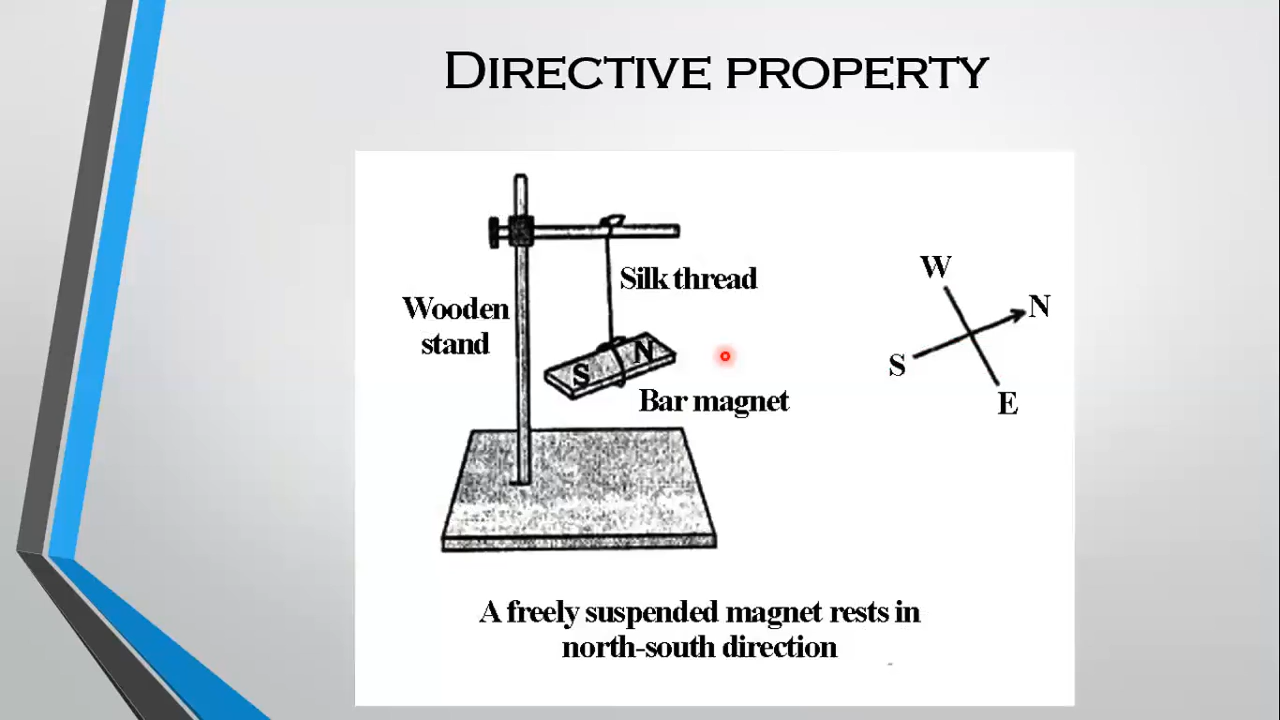 DIRECTIVE PROPERTY
Silk thread
Wooden
stand
S N
Bar magnet
W
N
S
E
A freely suspended magnet rests in
north-south direction